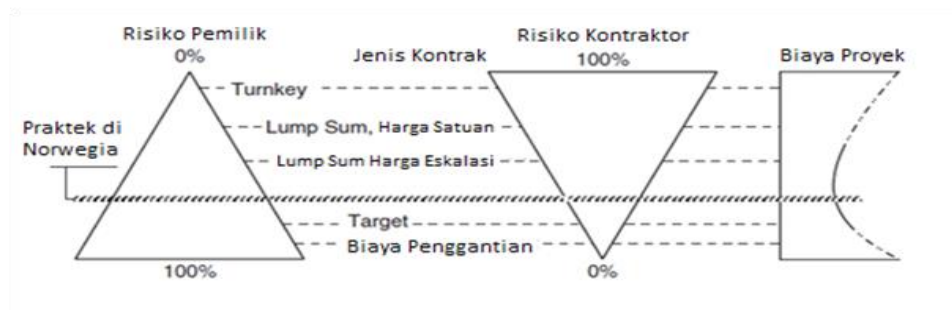 Risiko Pemilik
0%
Jenis Kontrak
Risiko Kontraktor
100%
Biaya Proyek
Turnkey
Praktek di
Norwegia
Lump Sum, Harga Satuan
Lump Sum Harga Eskalasi
Target
Biaya Penggantian
100%
0%